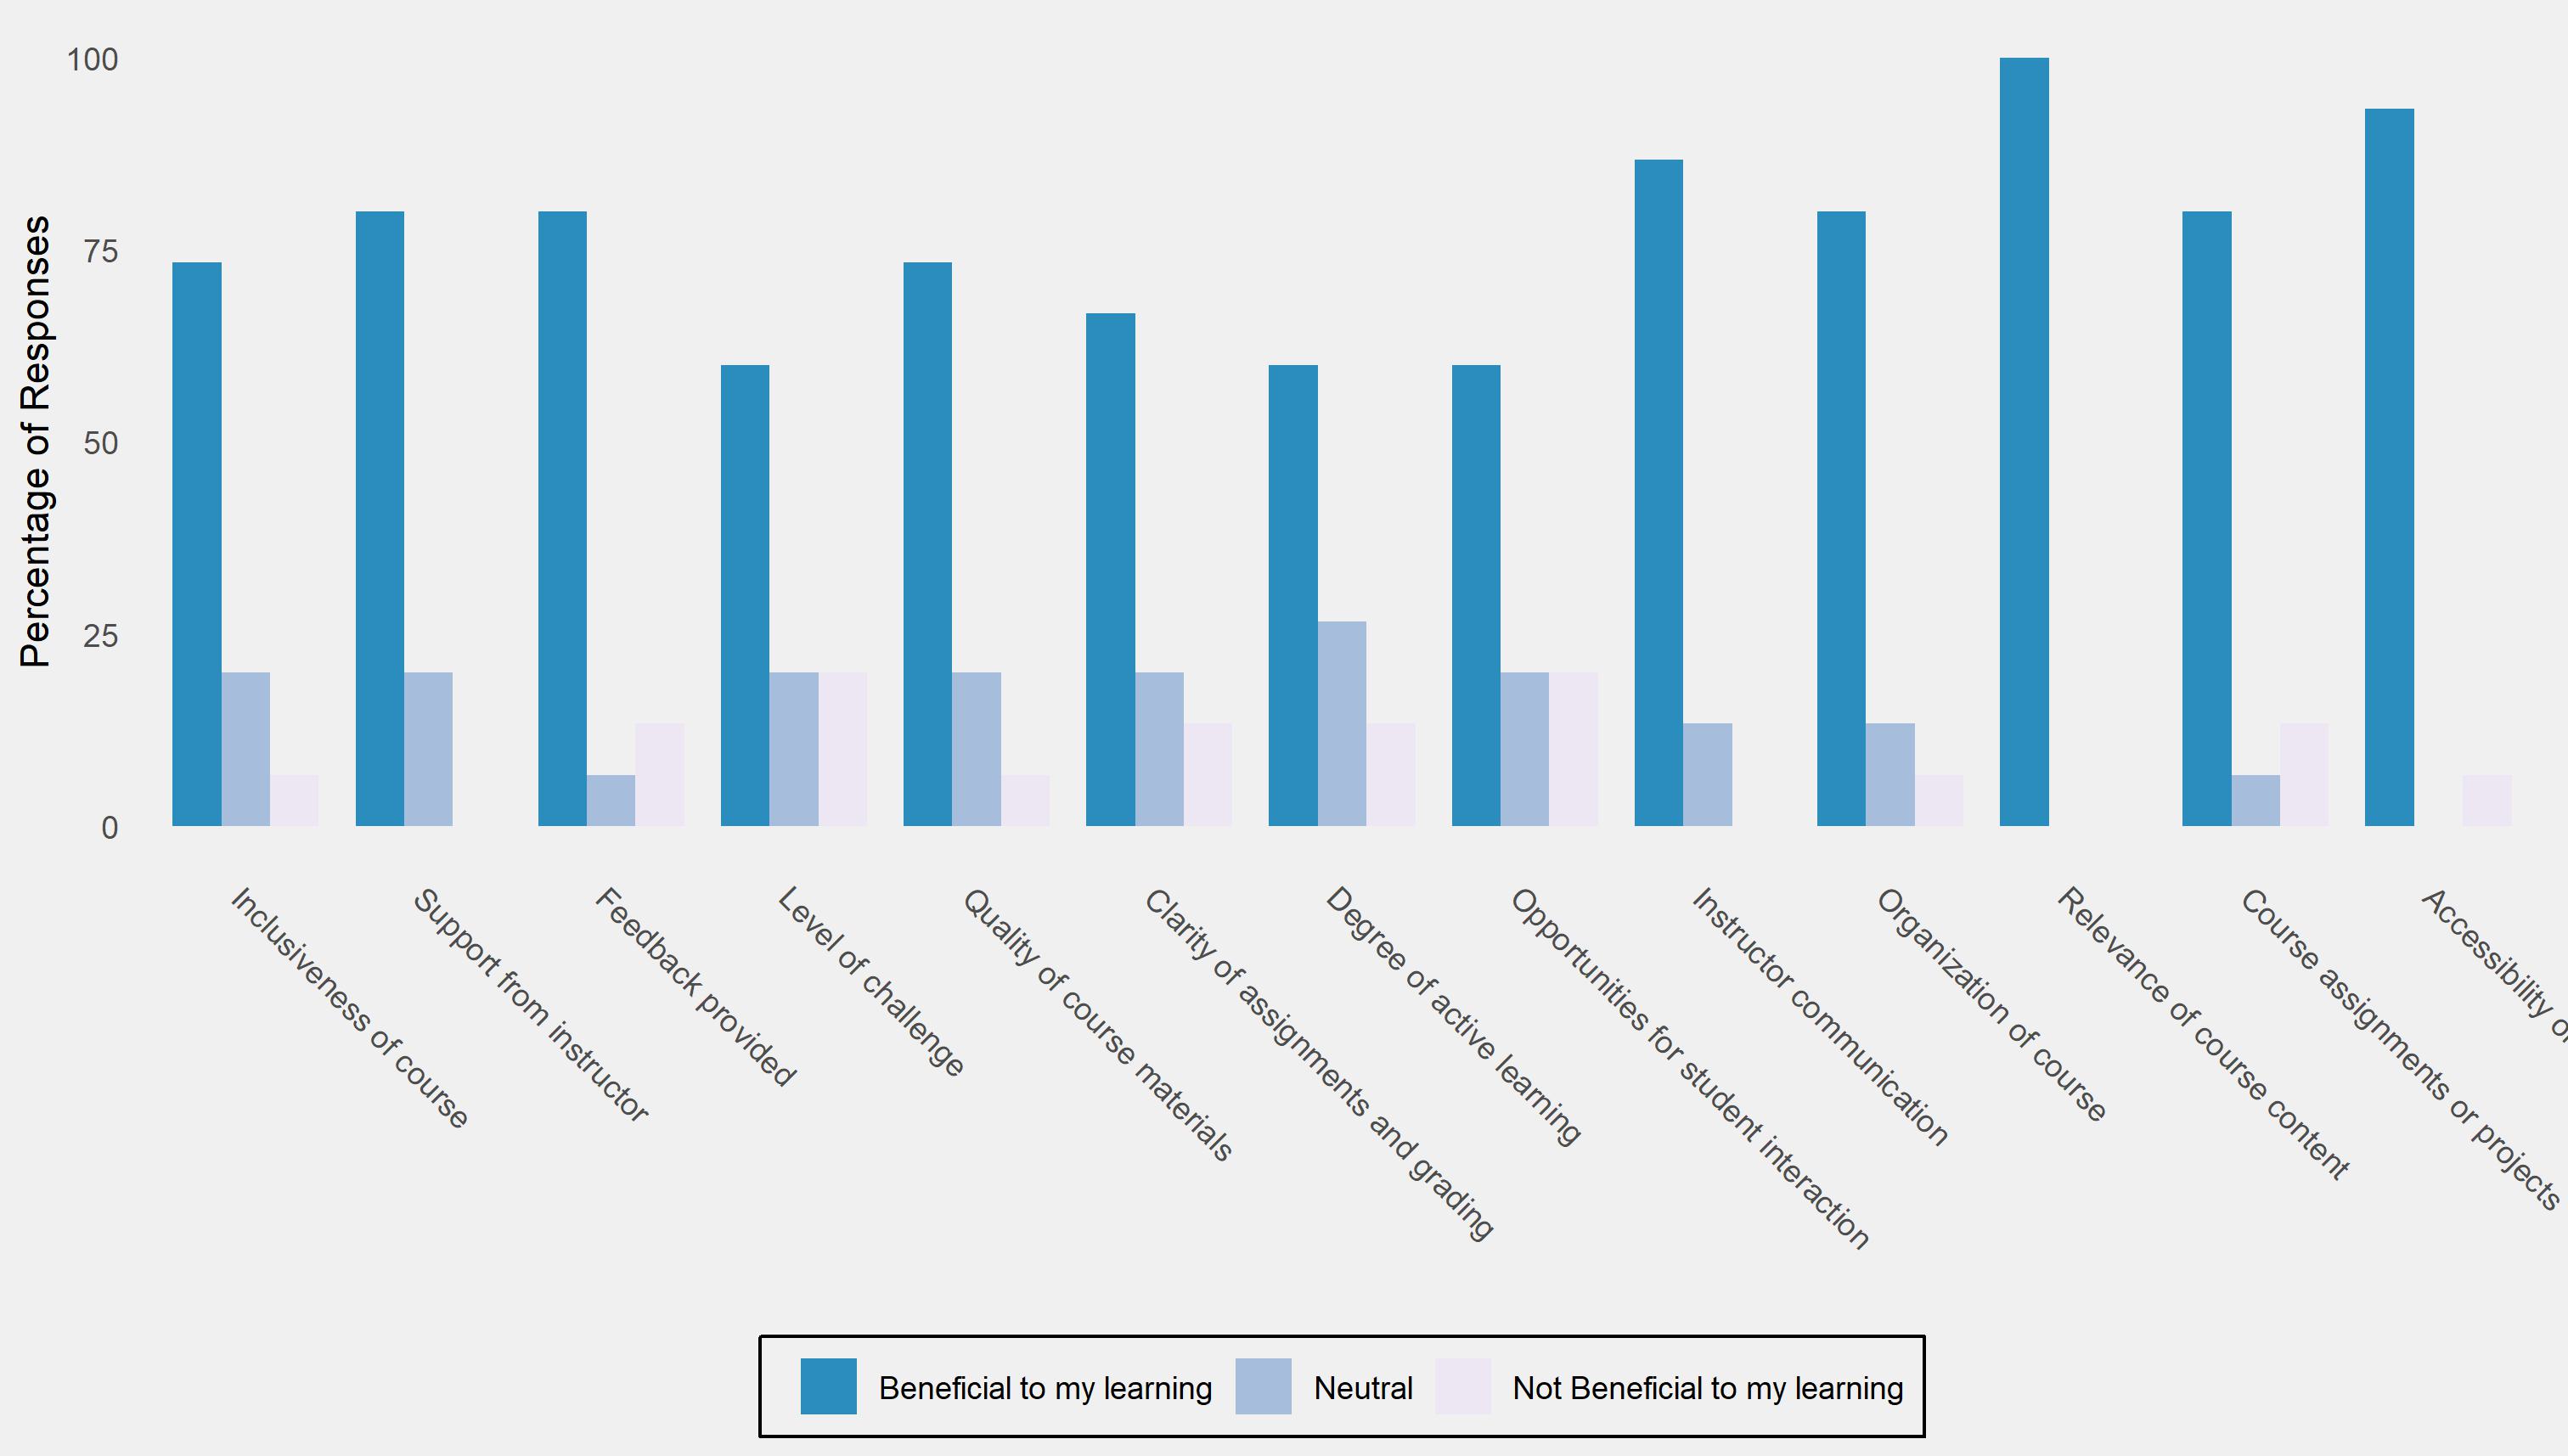 Percentage of Responses
100
75
50
25
0
Inclusiveness of course
Support from instructor
Feedback provided
Level of challenge
Quality of course materials
Clarity of assignments and grading
Degree of active learning
Opportunities for student interaction
Instructor communication
Organization of course
Relevance of course content
Course assignments or projects
Accessibility
Beneficial to my learning
Neutral
Not Beneficial to my learning